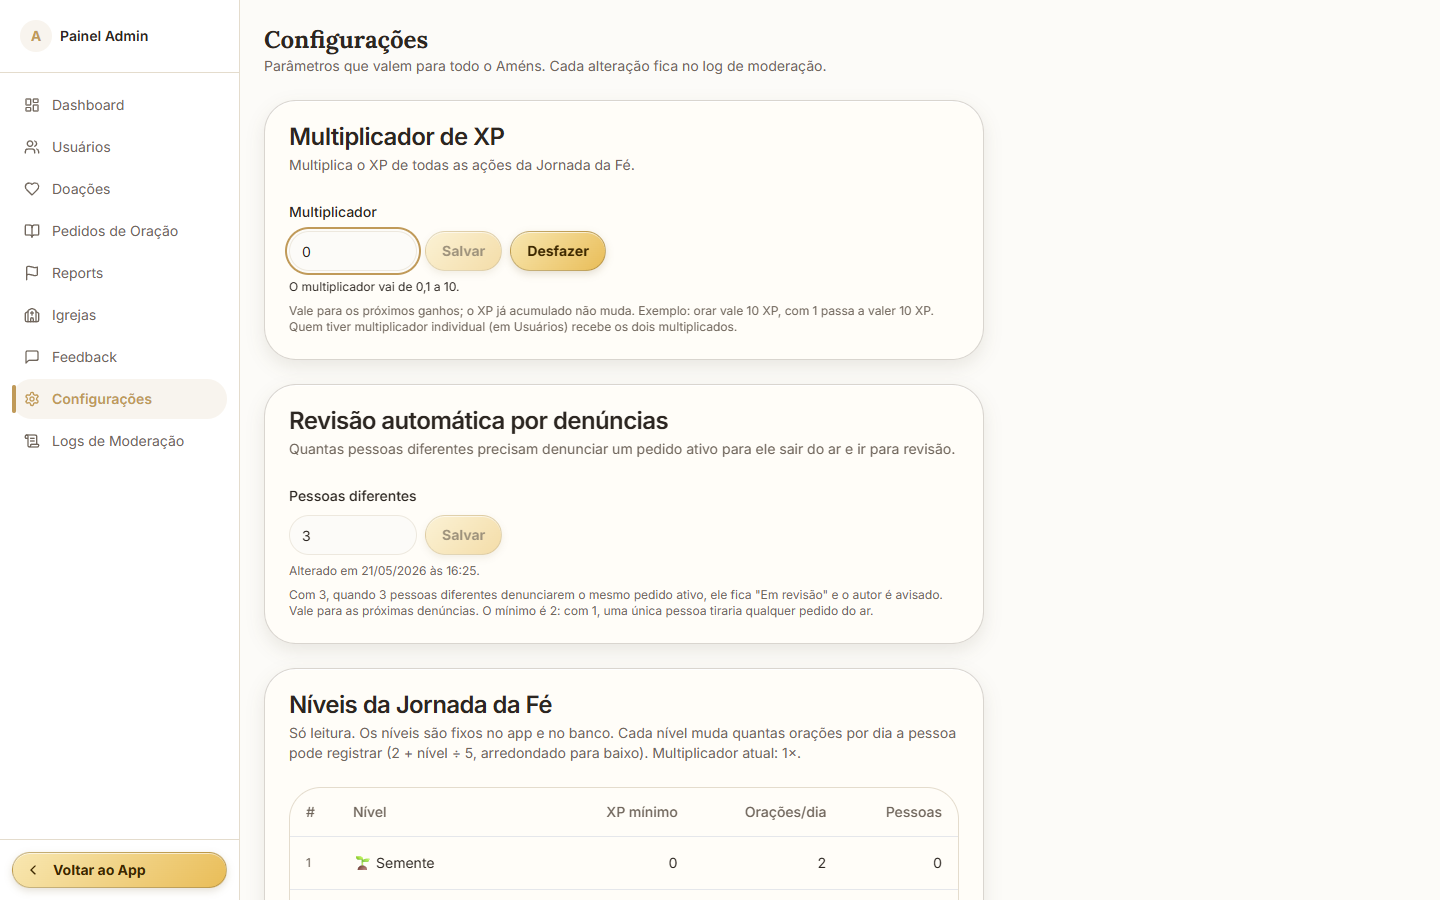 A Painel Admin
Dashboard
Usuários
Doações
Pedidos de Oração
Reports
Igrejas
Feedback
Configurações
Logs de Moderação
Voltar ao App
Configurações
Parâmetros que valem para todo o Améns. Cada alteração fica no log de moderação.
Multiplicador de XP
Multiplica o XP de todas as ações da Jornada da Fé.
Multiplicador
0 Salvar Desfazer
O multiplicador vai de 0,1 a 10.
Vale para os próximos ganhos; o XP já acumulado não muda. Exemplo: orar vale 10 XP, com 1 passa a valer 10 XP.
Quem tiver multiplicador individual (em Usuários) recebe os dois multiplicados.
Revisão automática por denúncias
Quantas pessoas diferentes precisam denunciar um pedido ativo para ele sair do ar e ir para revisão.
Pessoas diferentes
3 Salvar
Alterado em 21/05/2026 às 16:25.
Com 3, quando 3 pessoas diferentes denunciarem o mesmo pedido ativo, ele fica "Em revisão" e o autor é avisado.
Vale para as próximas denúncias. O mínimo é 2: com 1, uma única pessoa tiraria qualquer pedido do ar.
Níveis da Jornada da Fé
Só leitura. Os níveis são fixos no app e no banco. Cada nível muda quantas orações por dia a pessoa
pode registrar (2 + nível ÷ 5, arredondado para baixo). Multiplicador atual: 1×.
# Nível XP mínimo Orações/dia Pessoas
1 Semente 0 2 0